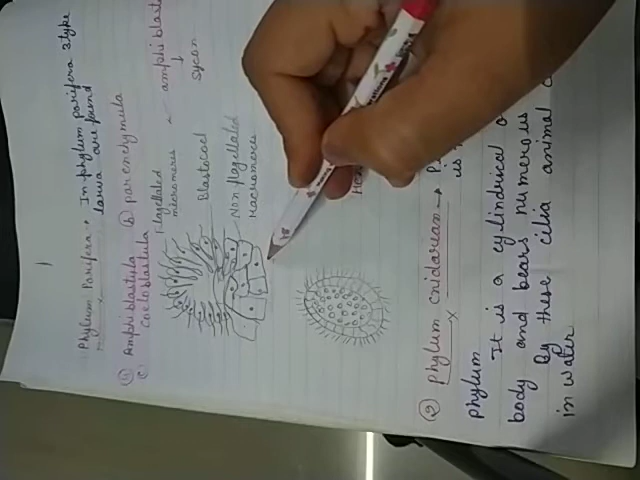 1
Phylum Porifera → In phylum porifera 3 type
larva are found
(a) Amphiblastula (b) parenchymula
(c) Coeloblastula
Flagellated
micromeres
amphiblast
↓
sycon
Blastocoel
Non flagellated
Macromeres
(2) phylum cnidarian →
is
phylum
It is a cylindrical
body and bears numerous
by these cilia animal
in water